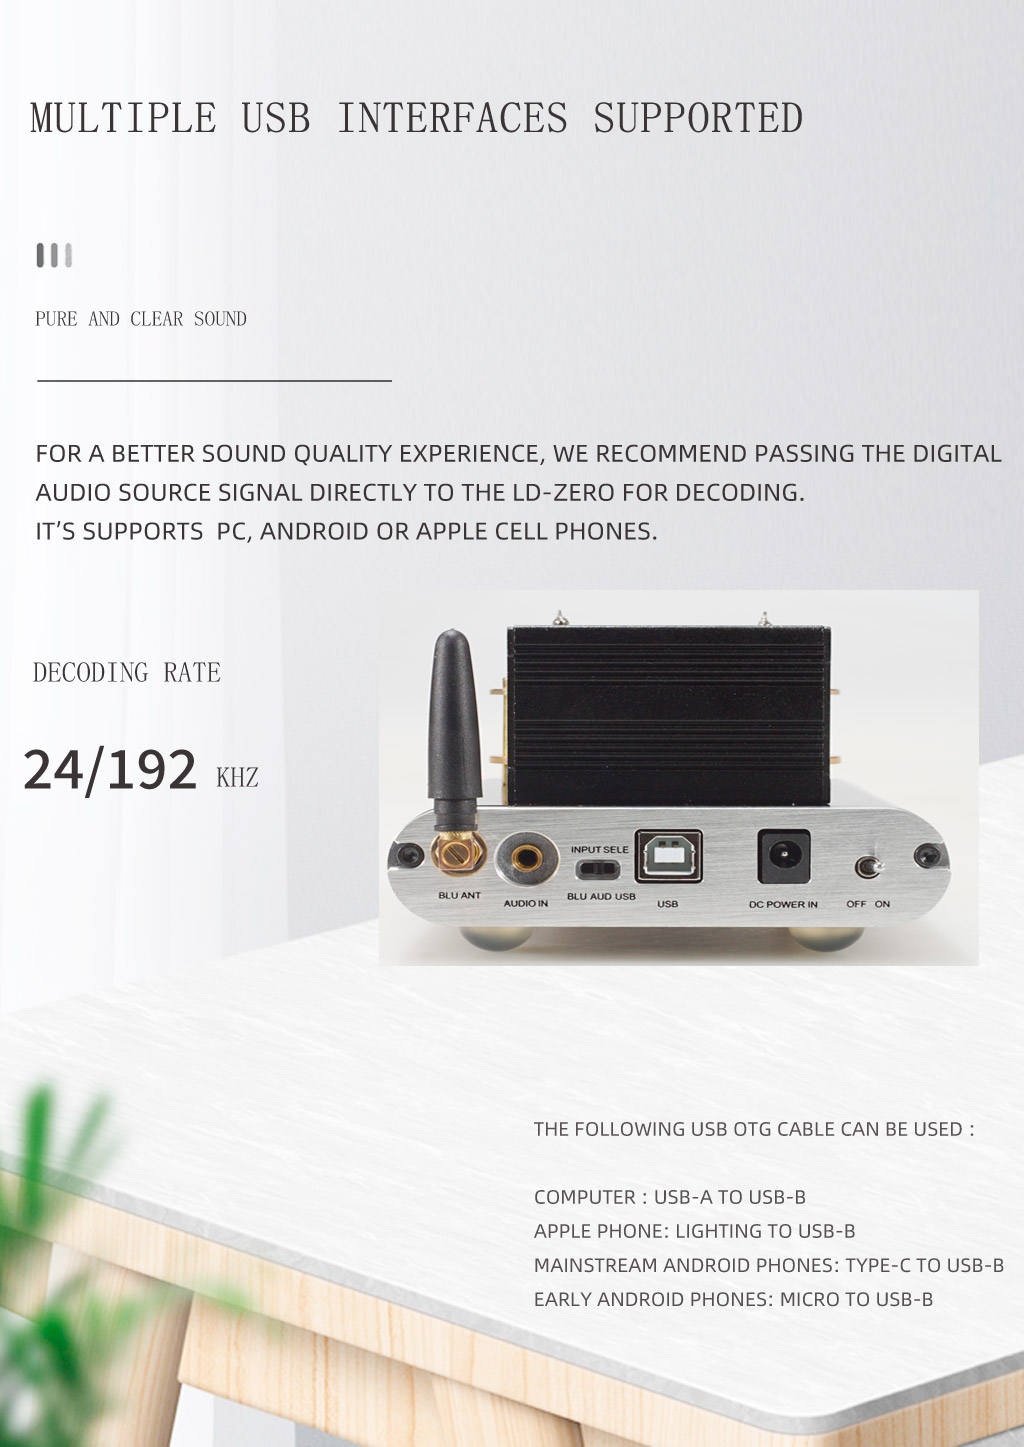 MULTIPLE USB INTERFACES SUPPORTED
PURE AND CLEAR SOUND
FOR A BETTER SOUND QUALITY EXPERIENCE, WE RECOMMEND PASSING THE DIGITAL
AUDIO SOURCE SIGNAL DIRECTLY TO THE LD-ZERO FOR DECODING.
IT’S SUPPORTS  PC, ANDROID OR APPLE CELL PHONES.
DECODING RATE
24/192 KHZ
INPUT SELE
BLU ANT
AUDIO IN
BLU AUD USB
USB
DC POWER IN
OFF ON
THE FOLLOWING USB OTG CABLE CAN BE USED :
COMPUTER : USB-A TO USB-B
APPLE PHONE: LIGHTING TO USB-B
MAINSTREAM ANDROID PHONES: TYPE-C TO USB-B
EARLY ANDROID PHONES: MICRO TO USB-B